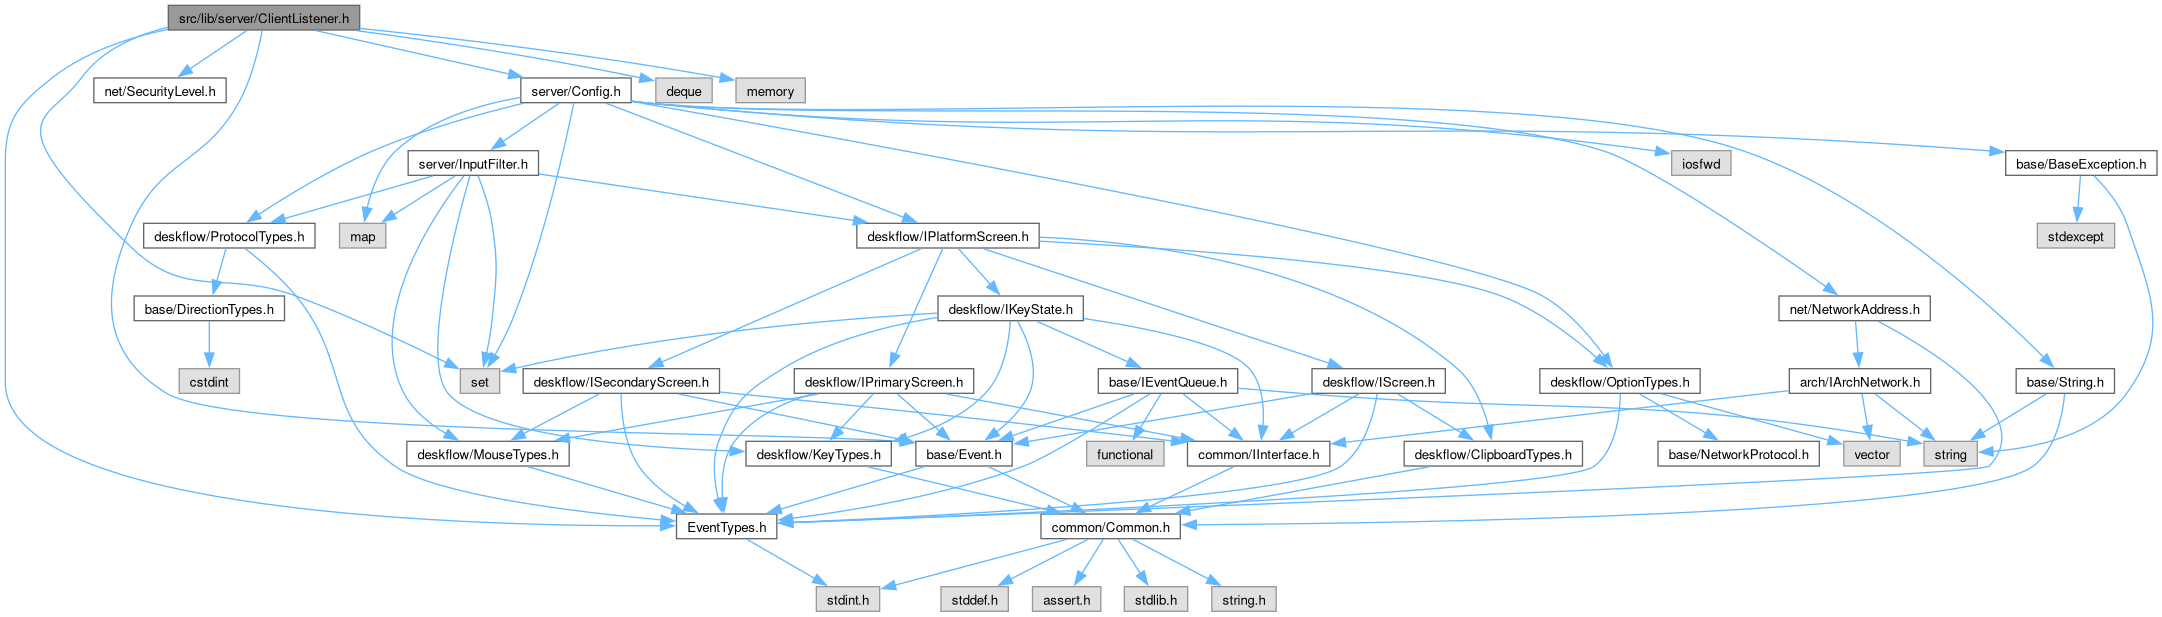 src/lib/server/ClientListener.h
net/SecurityLevel.h
server/Config.h
deque
memory
server/InputFilter.h
iosfwd
base/BaseException.h
deskflow/ProtocolTypes.h
map
deskflow/IPlatformScreen.h
stdexcept
base/DirectionTypes.h
deskflow/IKeyState.h
net/NetworkAddress.h
cstdint
set
deskflow/ISecondaryScreen.h
deskflow/IPrimaryScreen.h
base/IEventQueue.h
deskflow/IScreen.h
deskflow/OptionTypes.h
arch/IArchNetwork.h
base/String.h
deskflow/MouseTypes.h
deskflow/KeyTypes.h
base/Event.h
functional
common/IInterface.h
deskflow/ClipboardTypes.h
base/NetworkProtocol.h
vector
string
EventTypes.h
common/Common.h
stdint.h
stddef.h
assert.h
stdlib.h
string.h